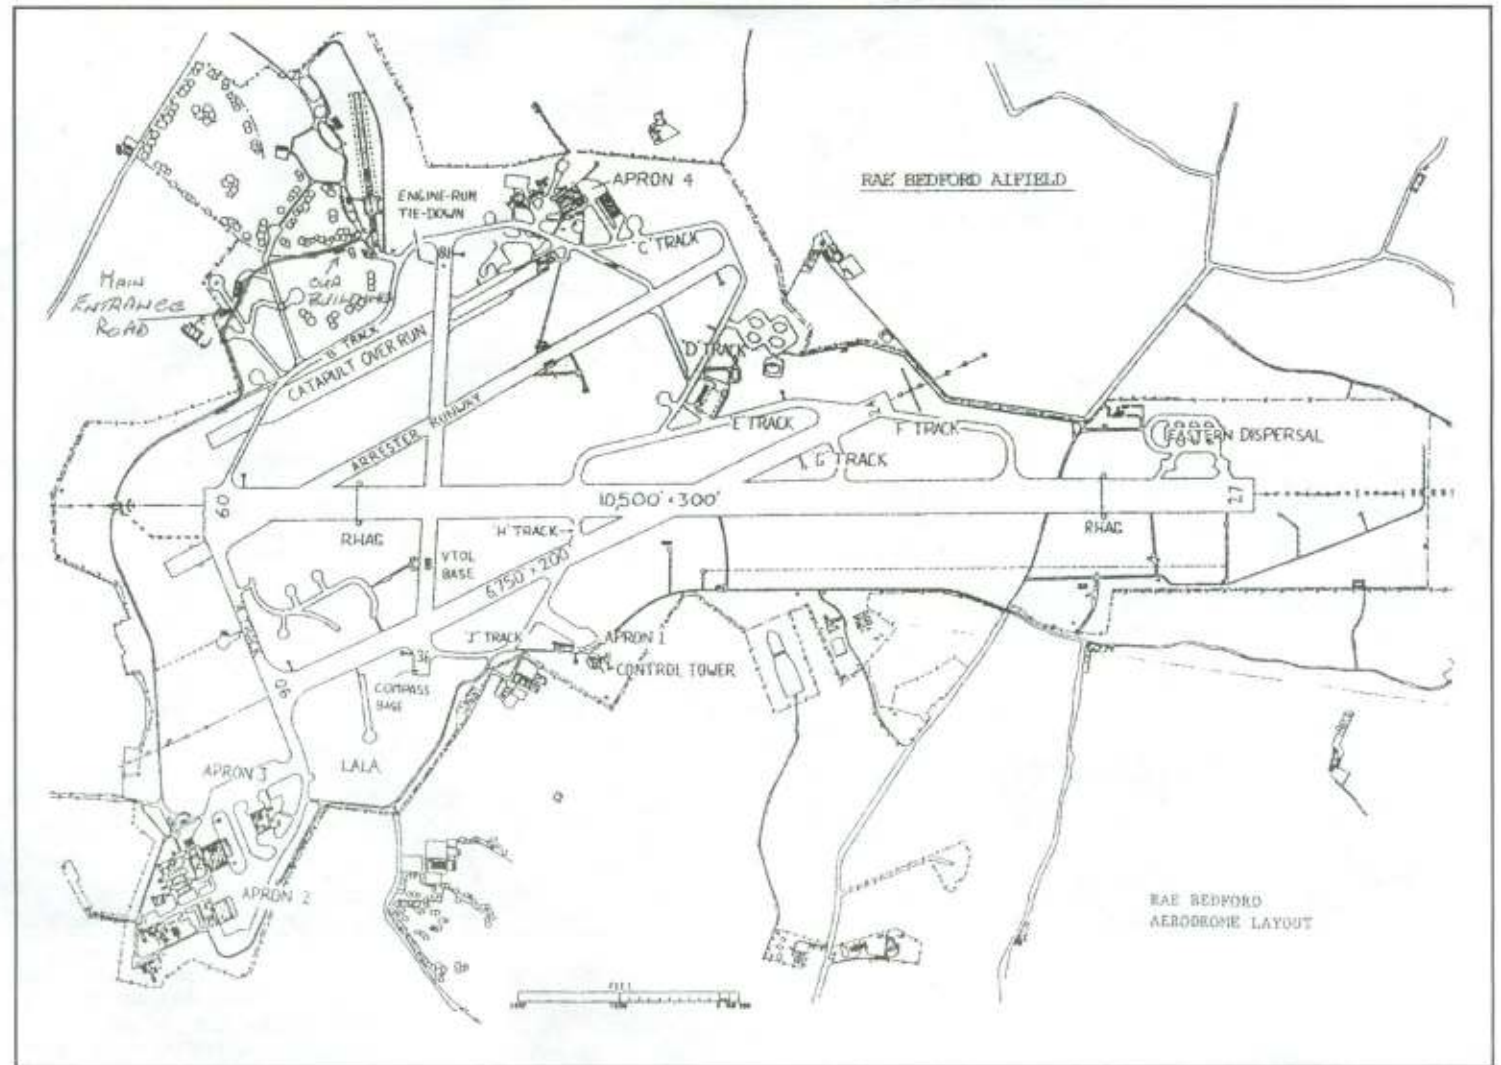 RAE BEDFORD AIFIELD
APRON 4
ENGINE-RUN
TIE-DOWN
'C' TRACK
MAIN
ENTRANCE
ROAD
OUR
BUILDINGS
'B' TRACK
CATAPULT OVER RUN
'D' TRACK
ARRESTER RUNWAY
E TRACK
24
F TRACK
'G' TRACK
EASTERN DISPERSAL
09
10,500' × 300'
27
RHAG
'H' TRACK
RHAG
VTOL
BASE
6,750' × 200'
'J' TRACK
APRON 1
CONTROL TOWER
36
COMPASS
BASE
06
APRON 3
LALA
APRON 2
RAE BEDFORD
AERODROME LAYOUT
FEET